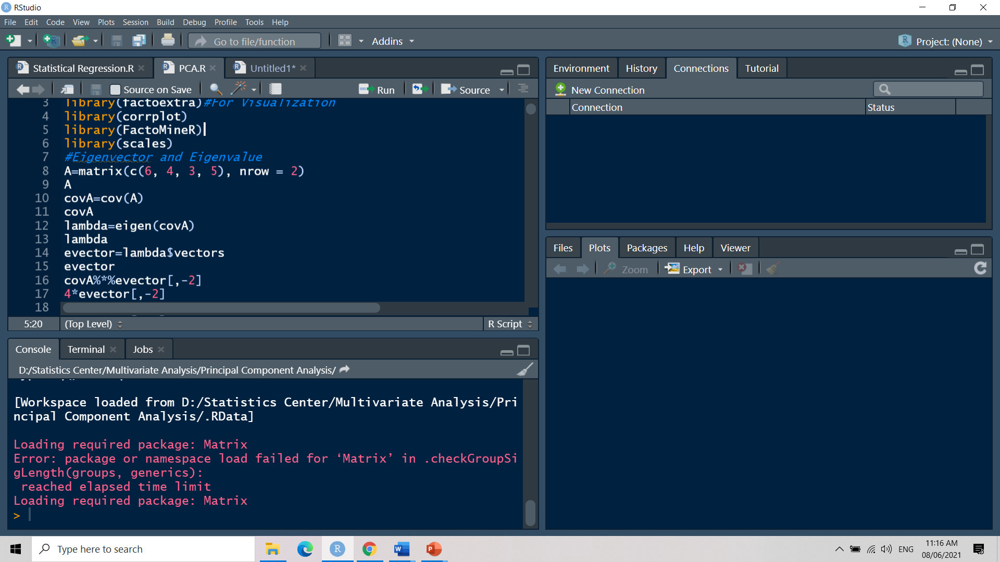 RStudio
File Edit Code View Plots Session Build Debug Profile Tools Help
Go to file/function Addins Project: (None)
Statistical Regression.R PCA.R Untitled1*
Source on Save Run Source
3 library(factoextra)#For Visualization
4 library(corrplot)
5 library(FactoMineR)
6 library(scales)
7 #Eigenvector and Eigenvalue
8 A=matrix(c(6, 4, 3, 5), nrow = 2)
9 A
10 covA=cov(A)
11 covA
12 lambda=eigen(covA)
13 lambda
14 evector=lambda$vectors
15 evector
16 covA%*%evector[,-2]
17 4*evector[,-2]
18
5:20 (Top Level) R Script
Console Terminal Jobs
D:/Statistics Center/Multivariate Analysis/Principal Component Analysis/
[Workspace loaded from D:/Statistics Center/Multivariate Analysis/Pri
ncipal Component Analysis/.RData]
Loading required package: Matrix
Error: package or namespace load failed for ‘Matrix’ in .checkGroupSi
gLength(groups, generics):
reached elapsed time limit
Loading required package: Matrix
>
Environment History Connections Tutorial
New Connection
Connection Status
Files Plots Packages Help Viewer
Zoom Export
Type here to search
ENG
11:16 AM
08/06/2021